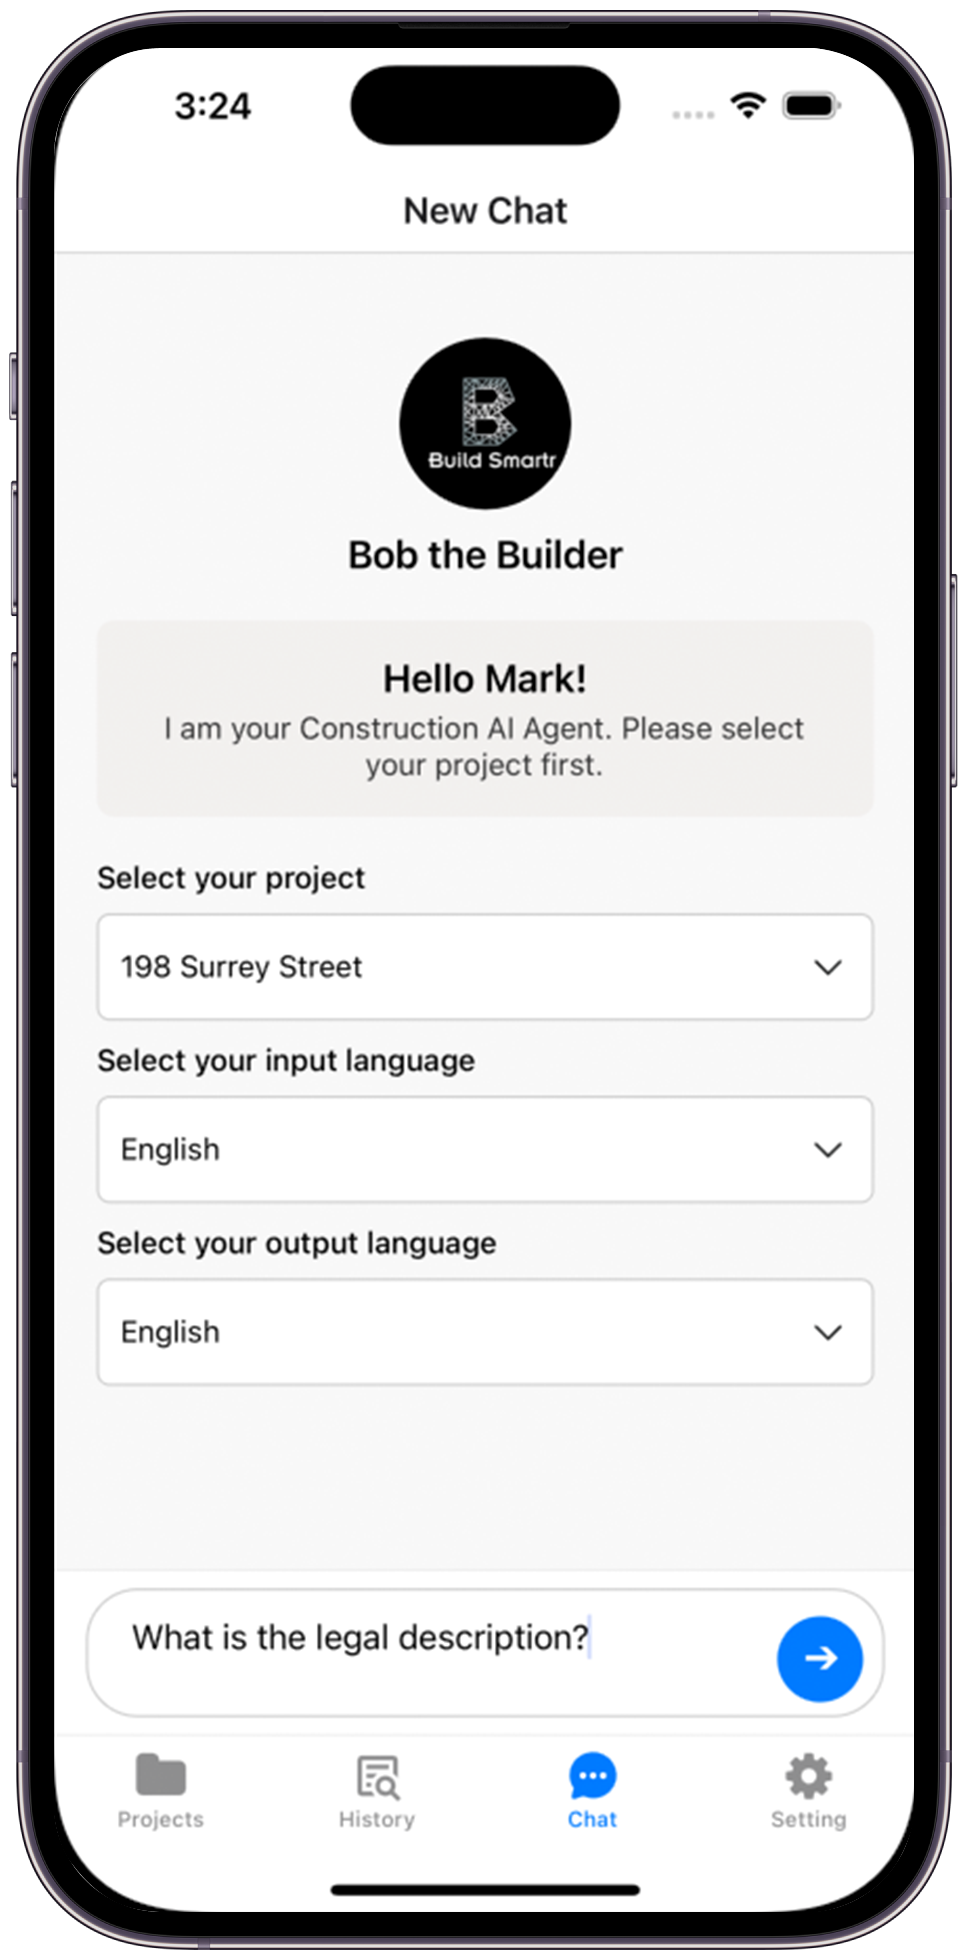 3:24
New Chat
B
Build Smartr
Bob the Builder
Hello Mark!
I am your Construction AI Agent. Please select
your project first.
Select your project
198 Surrey Street
Select your input language
English
Select your output language
English
What is the legal description?
Projects
History
Chat
Setting